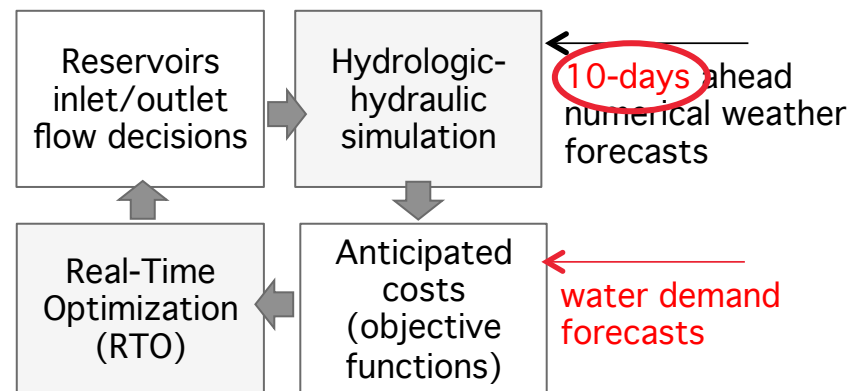 Reservoirs
inlet/outlet
flow decisions
Hydrologic-
hydraulic
simulation
10-days ahead
numerical weather
forecasts
Real-Time
Optimization
(RTO)
Anticipated
costs
(objective
functions)
water demand
forecasts